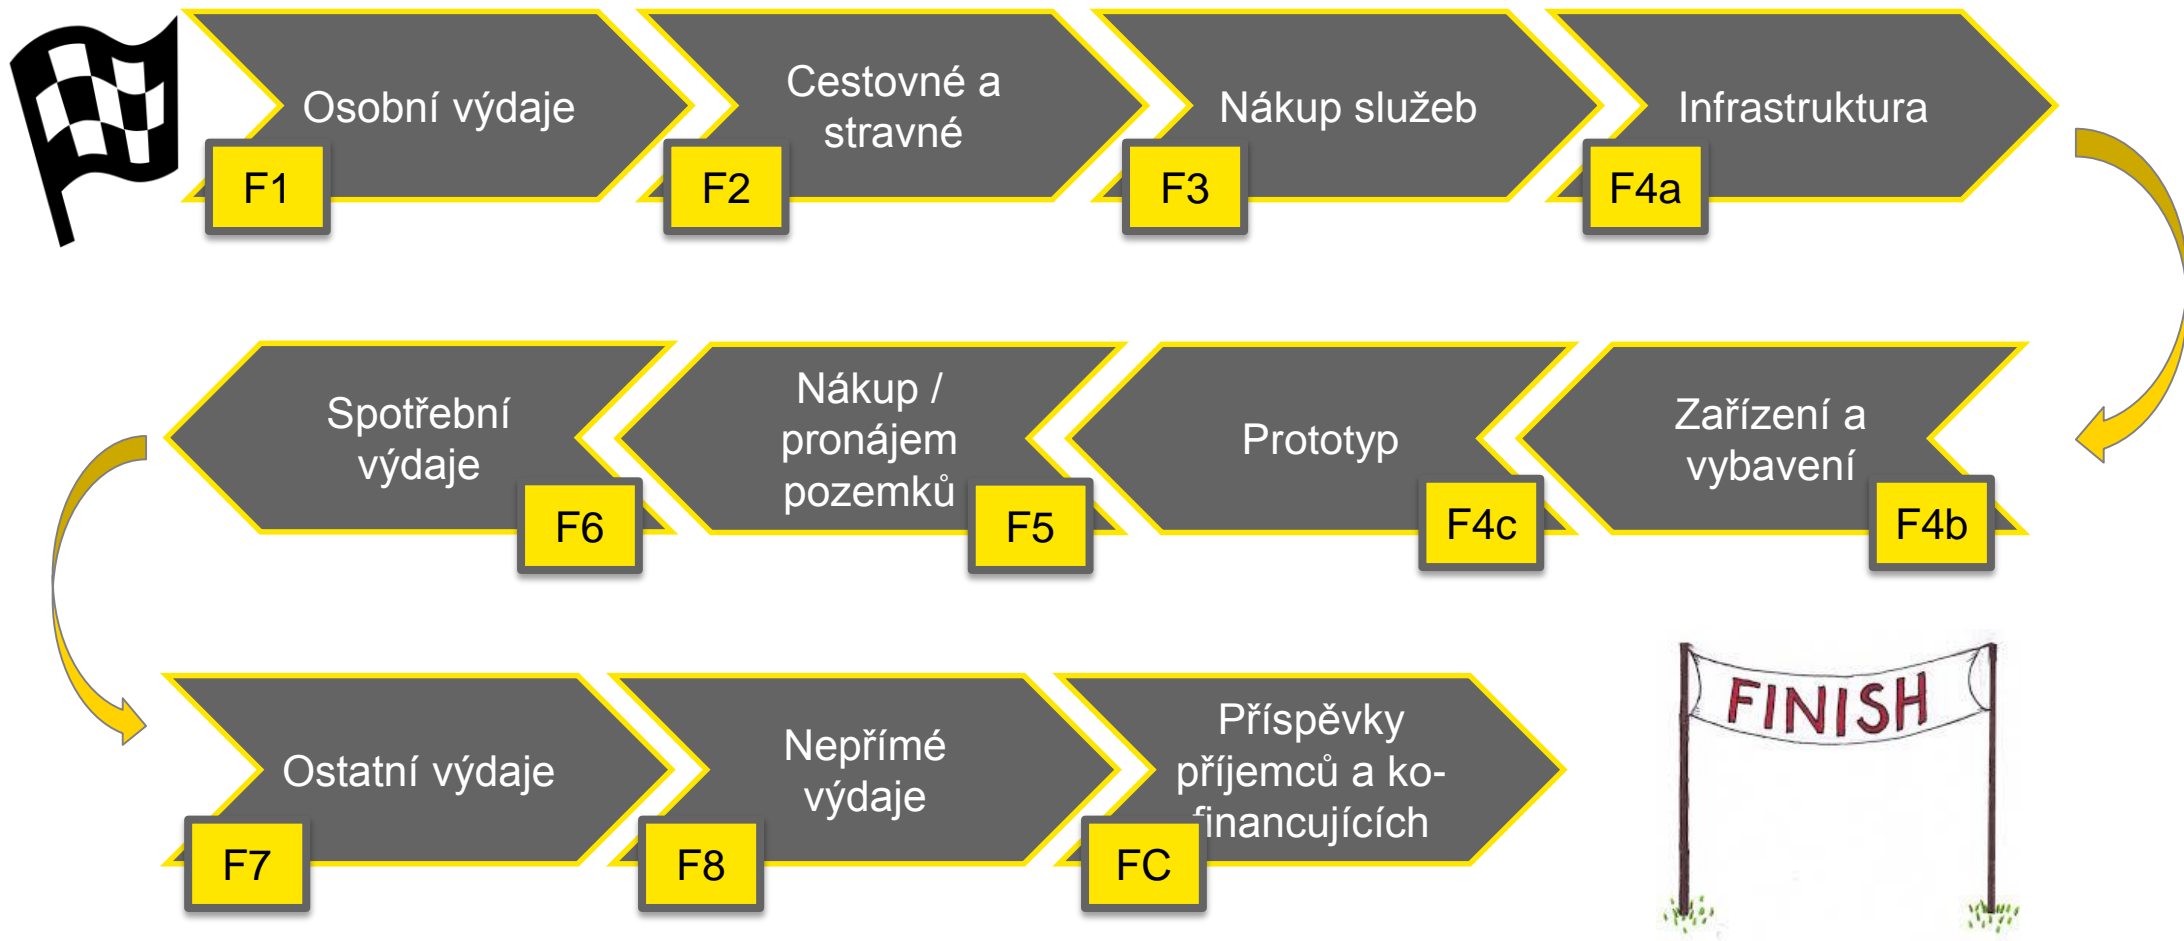 Osobní výdaje
F1
Cestovné a
stravné
F2
Nákup služeb
F3
Infrastruktura
F4a
Zařízení a
vybavení
F4b
Prototyp
F4c
Nákup /
pronájem
pozemků
F5
Spotřební
výdaje
F6
Ostatní výdaje
F7
Nepřímé
výdaje
F8
Příspěvky
příjemců a ko-
financujících
FC
FINISH